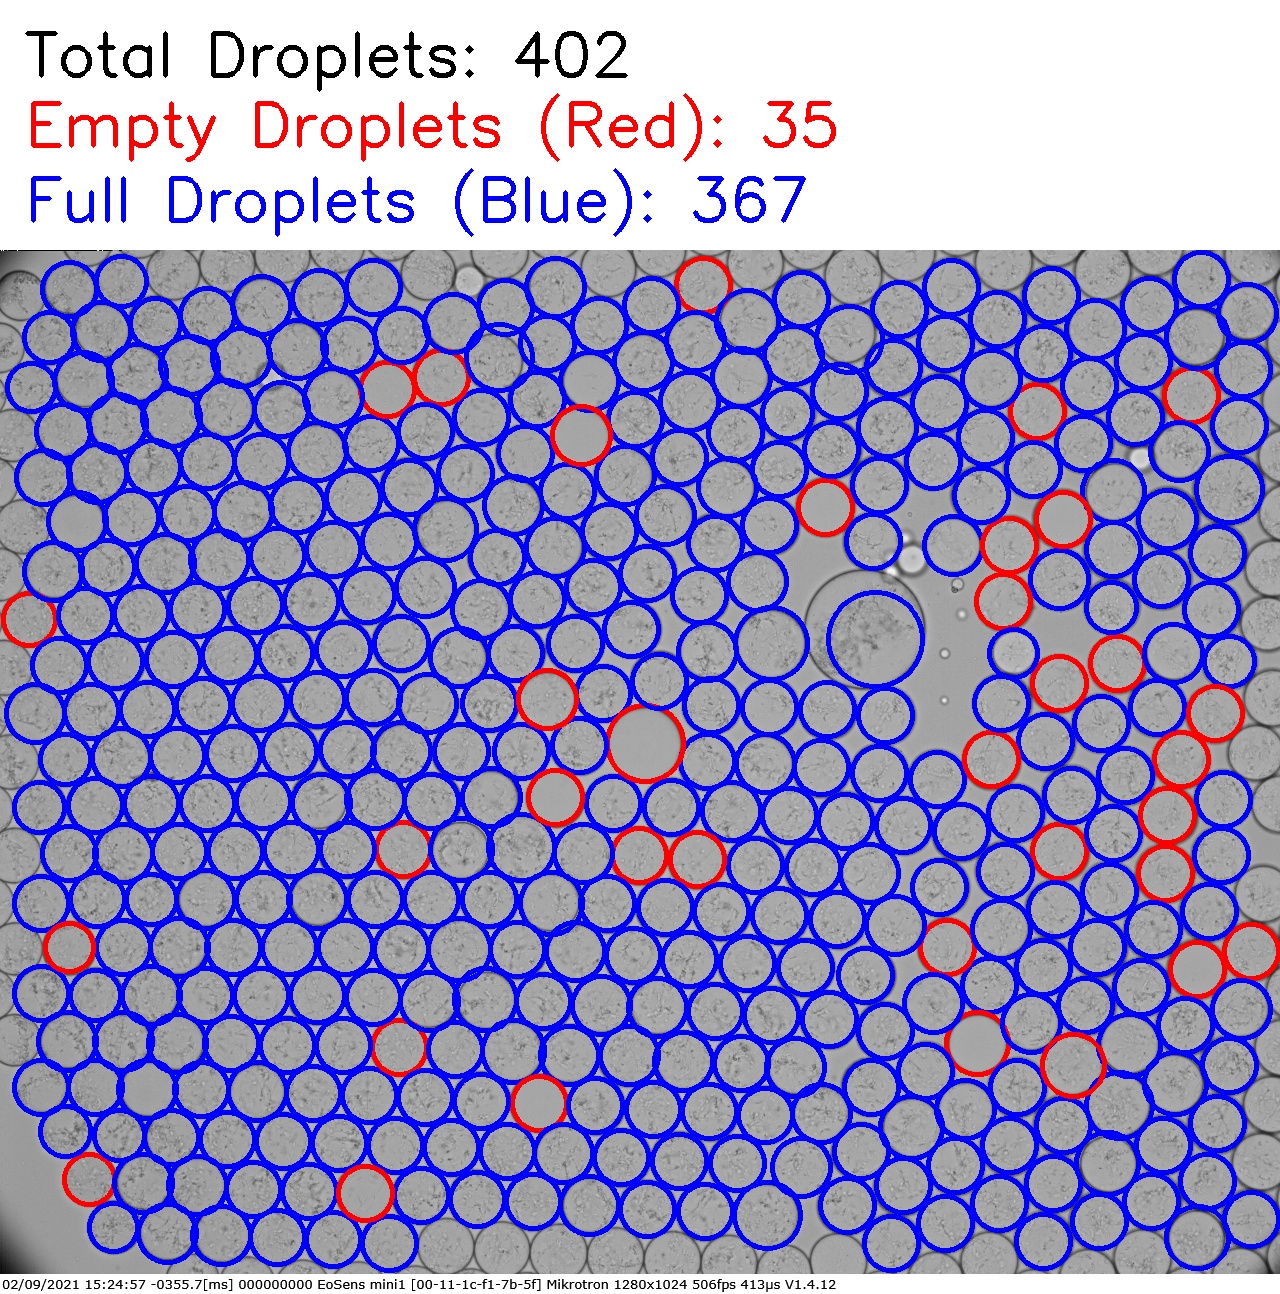 Total Droplets: 402
Empty Droplets (Red): 35
Full Droplets (Blue): 367
02/09/2021 15:24:57 -0355.7[ms] 000000000 EoSens mini1 [00-11-1c-f1-7b-5f] Mikrotron 1280x1024 506fps 413µs V1.4.12